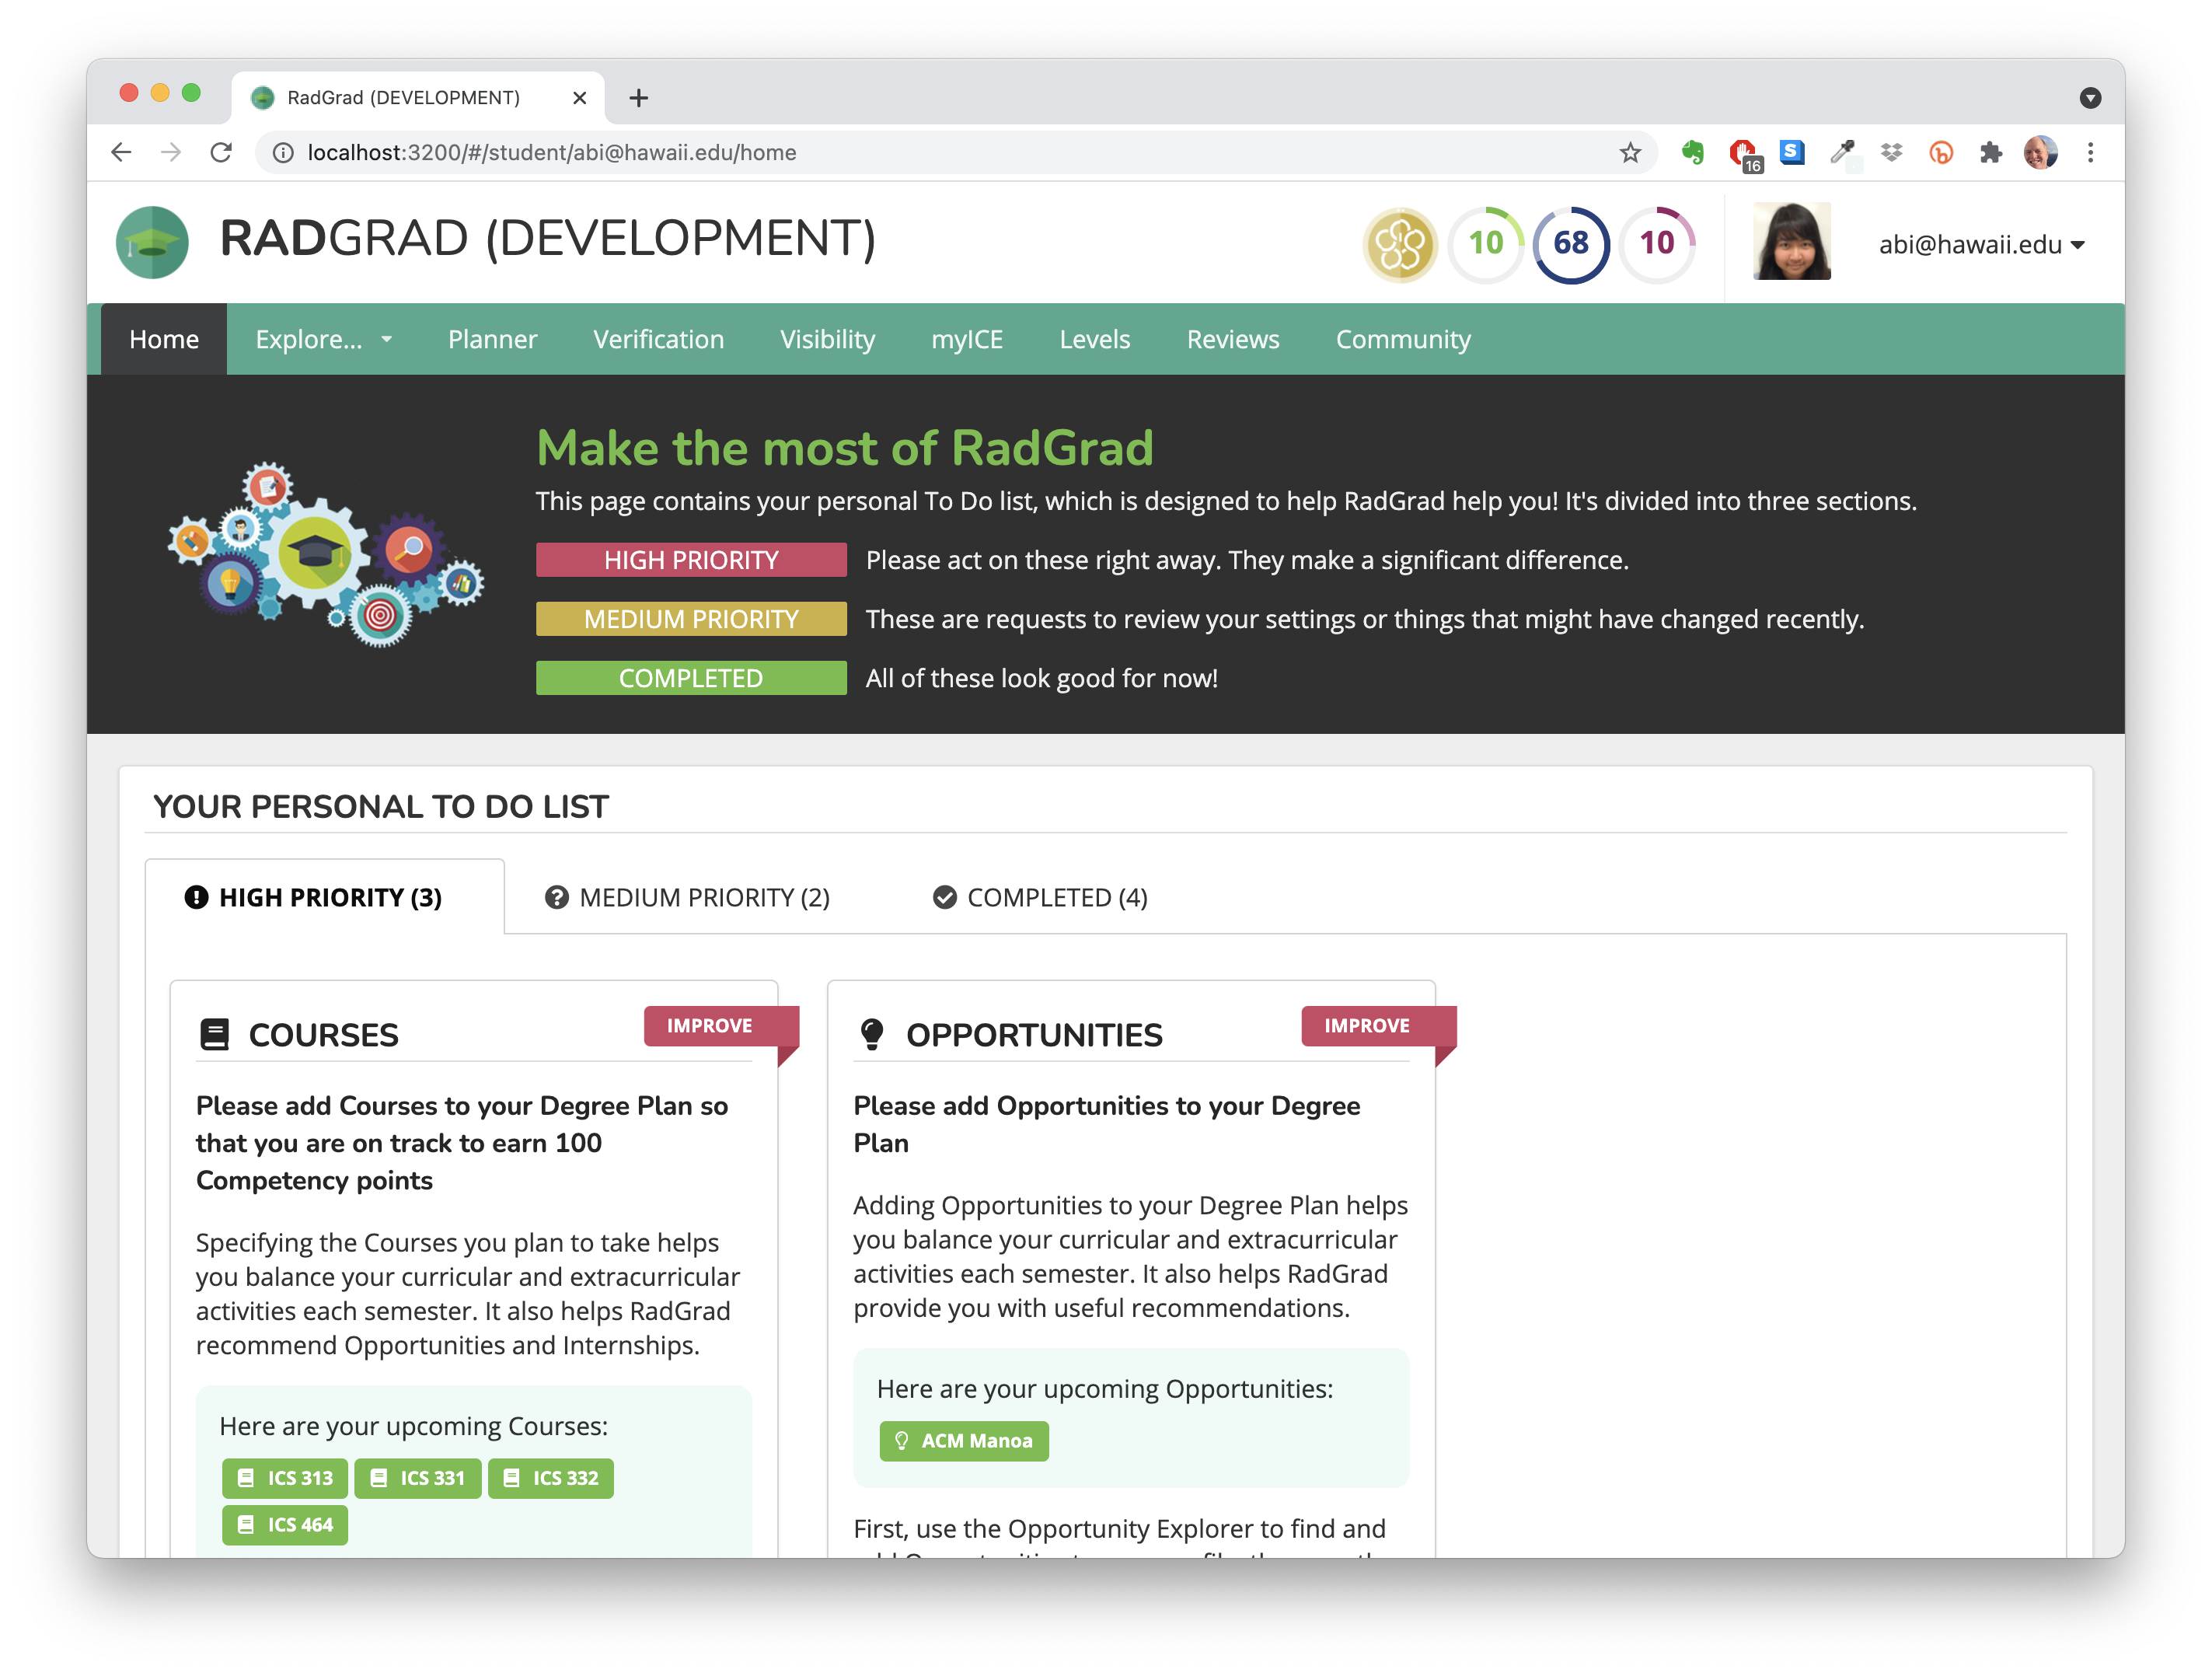 RadGrad (DEVELOPMENT)
localhost:3200/#/student/abi@hawaii.edu/home
16
S
RADGRAD (DEVELOPMENT)
10
68
10
abi@hawaii.edu
Home
Explore...
Planner
Verification
Visibility
myICE
Levels
Reviews
Community
Make the most of RadGrad
This page contains your personal To Do list, which is designed to help RadGrad help you! It's divided into three sections.
HIGH PRIORITY
Please act on these right away. They make a significant difference.
MEDIUM PRIORITY
These are requests to review your settings or things that might have changed recently.
COMPLETED
All of these look good for now!
YOUR PERSONAL TO DO LIST
HIGH PRIORITY (3)
MEDIUM PRIORITY (2)
COMPLETED (4)
COURSES
IMPROVE
Please add Courses to your Degree Plan so
that you are on track to earn 100
Competency points
Specifying the Courses you plan to take helps
you balance your curricular and extracurricular
activities each semester. It also helps RadGrad
recommend Opportunities and Internships.
Here are your upcoming Courses:
ICS 313
ICS 331
ICS 332
ICS 464
OPPORTUNITIES
IMPROVE
Please add Opportunities to your Degree
Plan
Adding Opportunities to your Degree Plan helps
you balance your curricular and extracurricular
activities each semester. It also helps RadGrad
provide you with useful recommendations.
Here are your upcoming Opportunities:
ACM Manoa
First, use the Opportunity Explorer to find and